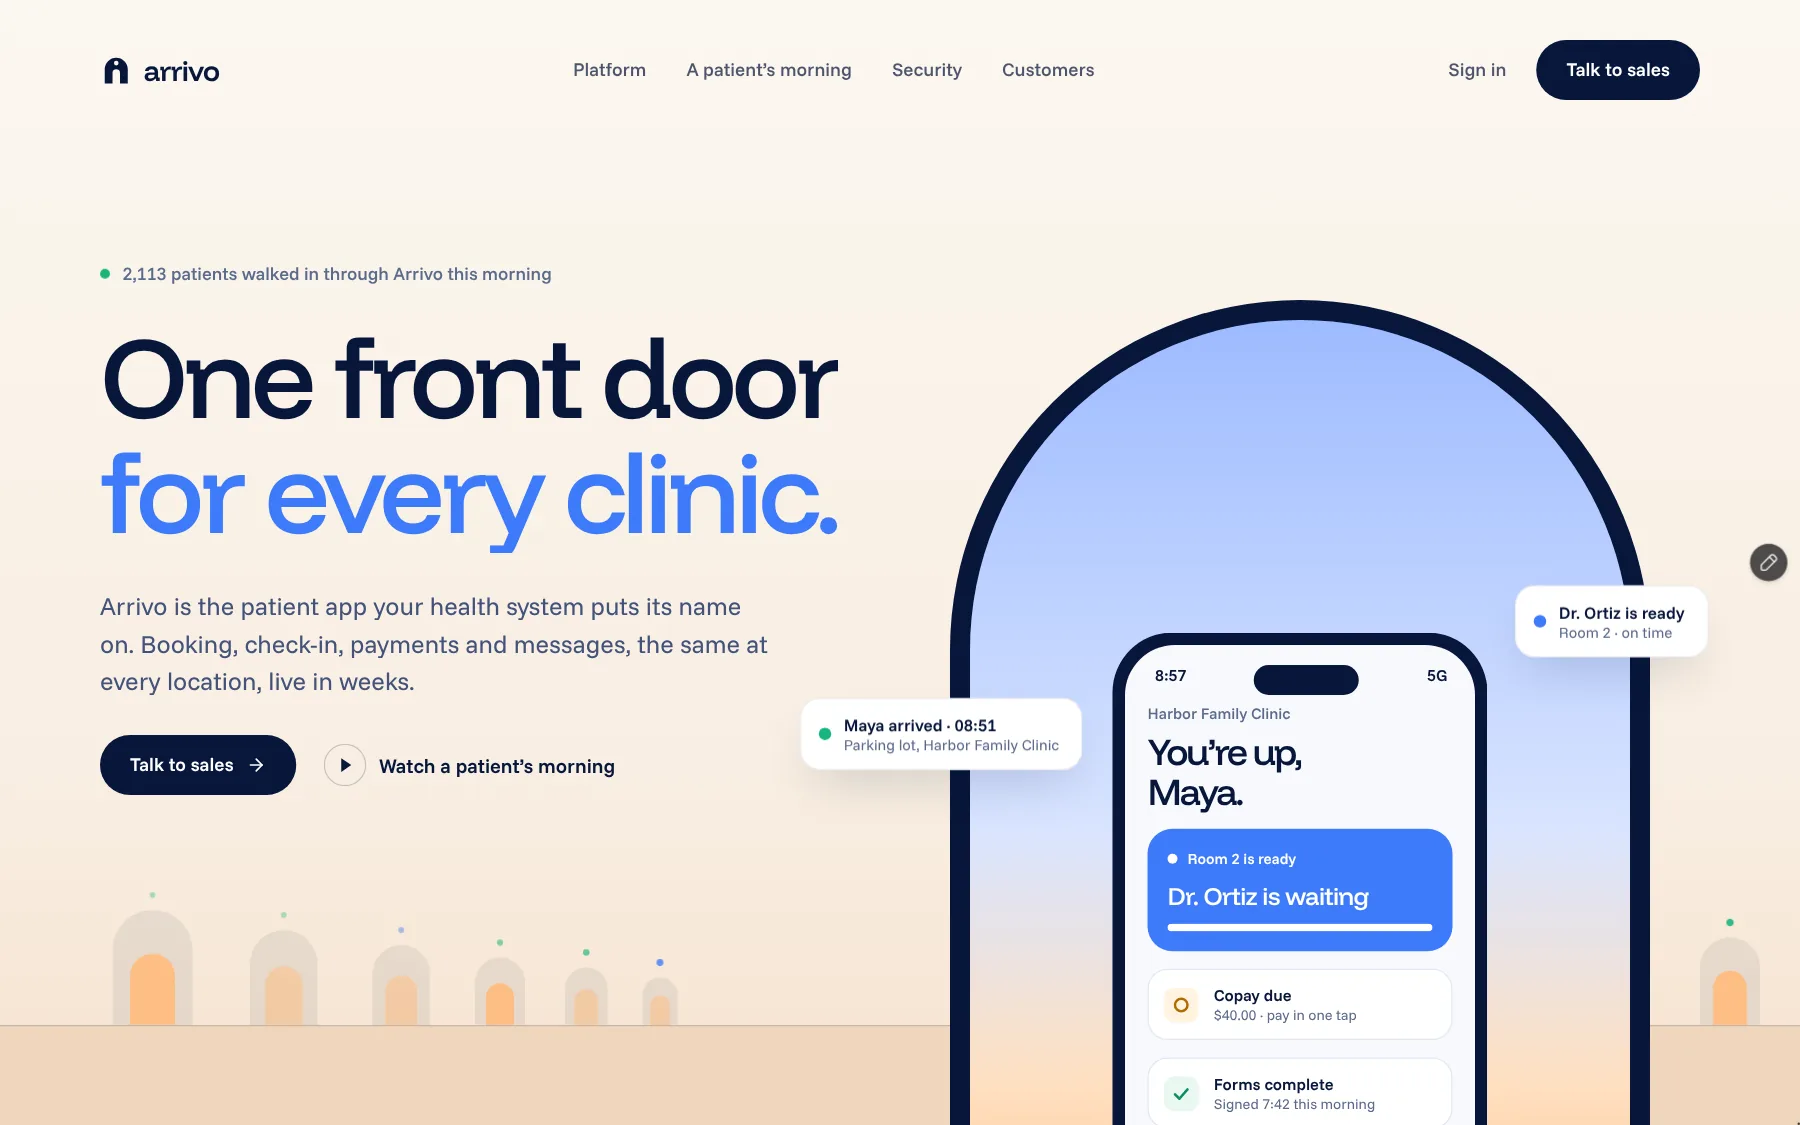 arrivo
Platform
A patient’s morning
Security
Customers
Sign in
Talk to sales
2,113 patients walked in through Arrivo this morning
One front door
for every clinic.
Arrivo is the patient app your health system puts its name
on. Booking, check-in, payments and messages, the same at
every location, live in weeks.
Talk to sales
Watch a patient’s morning
Maya arrived · 08:51
Parking lot, Harbor Family Clinic
Dr. Ortiz is ready
Room 2 · on time
8:57
5G
Harbor Family Clinic
You’re up,
Maya.
Room 2 is ready
Dr. Ortiz is waiting
Copay due
$40.00 · pay in one tap
Forms complete
Signed 7:42 this morning